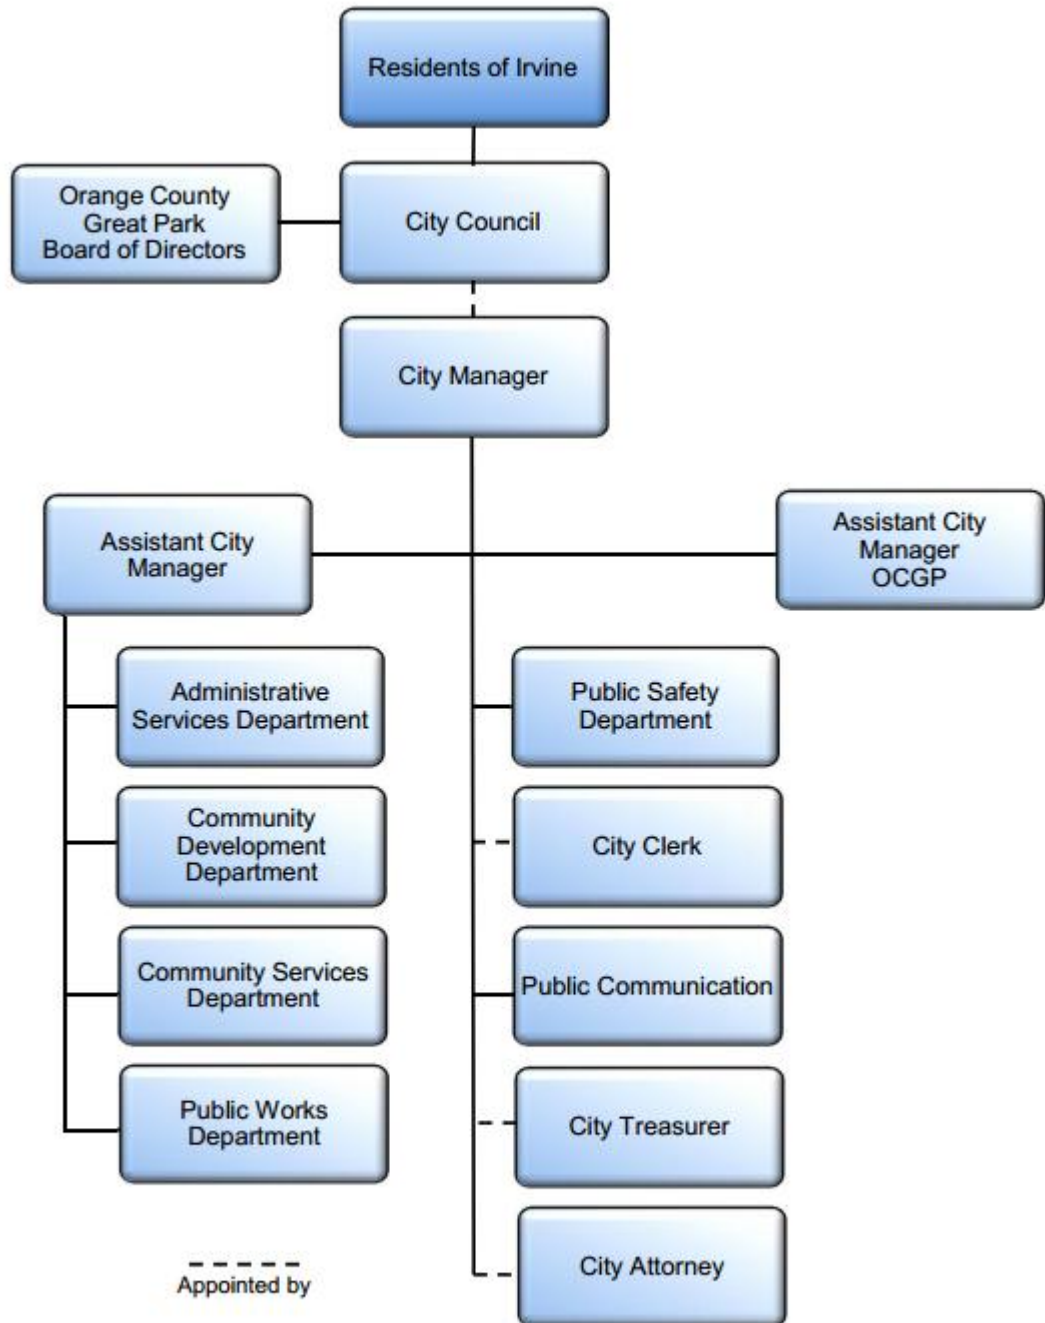 Residents of Irvine
Orange County
Great Park
Board of Directors
City Council
City Manager
Assistant City
Manager
Assistant City
Manager
OCGP
Administrative
Services Department
Public Safety
Department
Community
Development
Department
City Clerk
Community Services
Department
Public Communication
Public Works
Department
City Treasurer
City Attorney
Appointed by